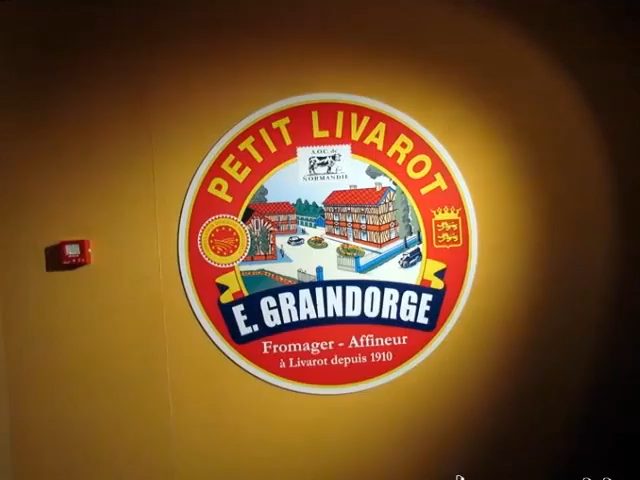 PETIT LIVAROT
A.O.C. de
NORMANDIE
E. GRAINDORGE
Fromager - Affineur
à Livarot depuis 1910